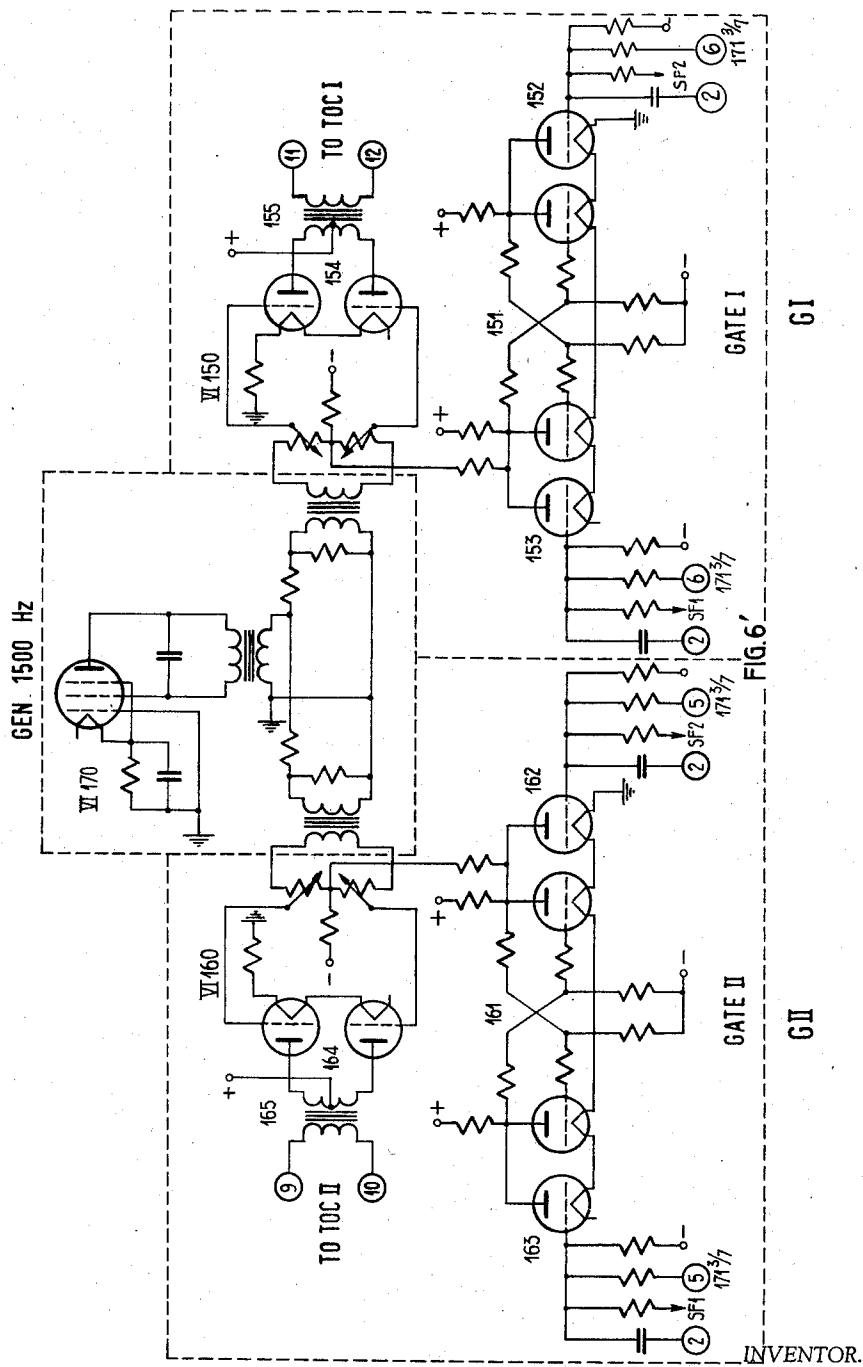 GEN 1500 Hz
VI 170
TO TOC II
9
10
165
+
164
VI 160
-
VI 150
-
154
+
155
11
12
TO TOC I
163
+
161
+
162
-
153
+
151
+
152
-
2
SF1
5
171 3/7
-
2
SF2
5
171 3/7
-
2
SF1
6
171 3/7
-
2
SF2
6
171 3/7
-
GATE II
GATE I
GII
GI
FIG.6'
INVENTOR.